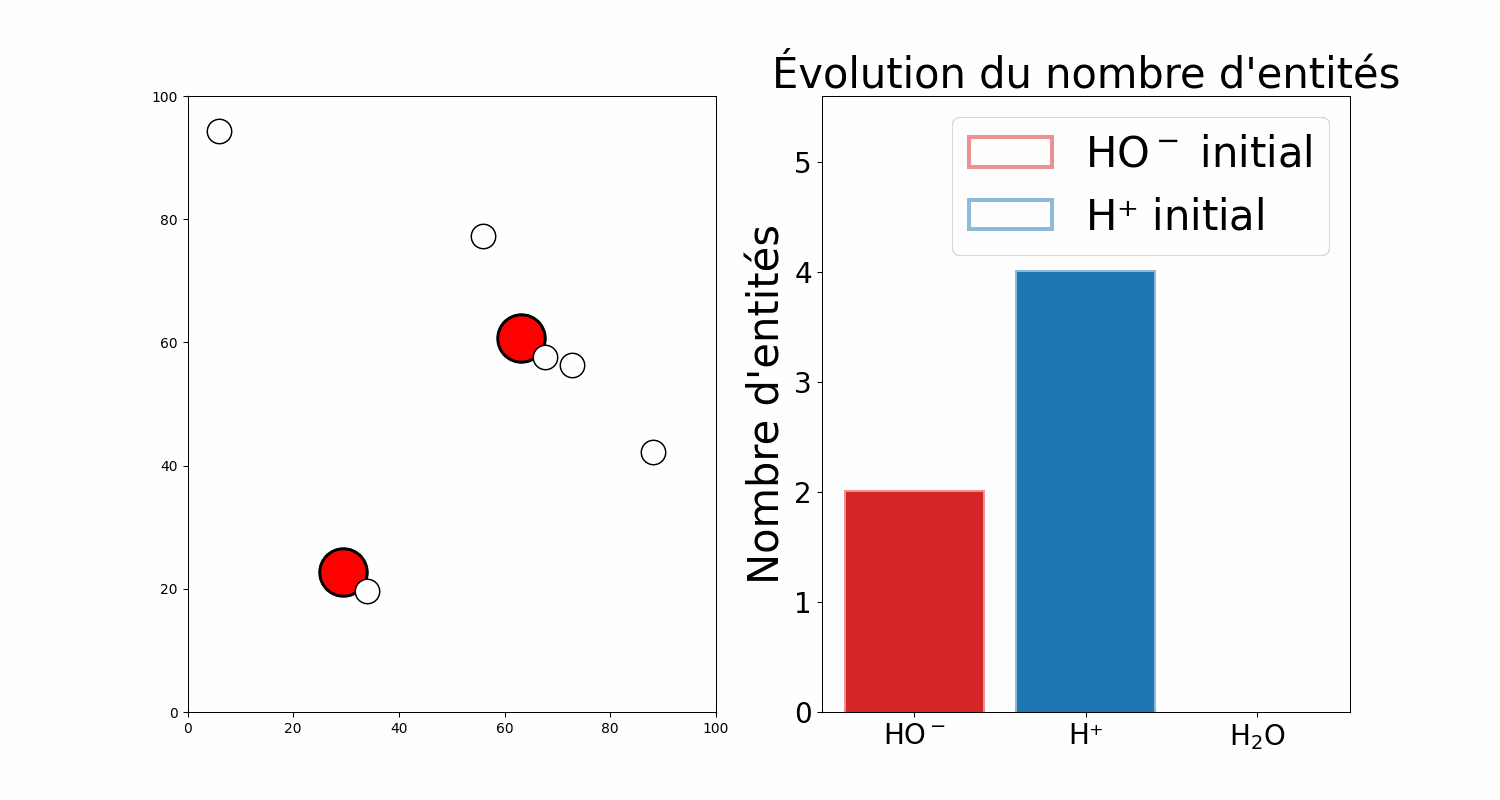 100
80
60
40
20
0
0 20 40 60 80 100
Évolution du nombre d'entités
HO⁻ initial
H⁺ initial
Nombre d'entités
5
4
3
2
1
0
HO⁻ H⁺ H₂O